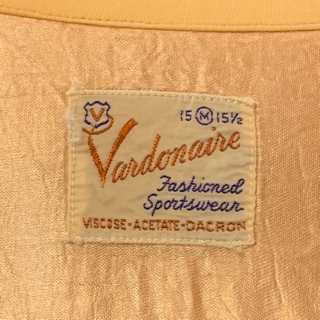 V
15 M 15½
Vardonaire
Fashioned
Sportswear
VISCOSE-ACETATE-DACRON